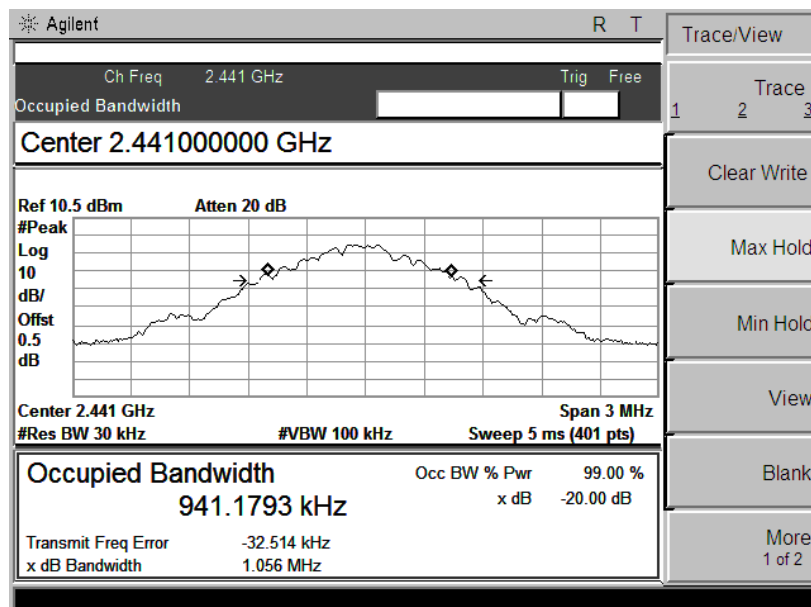 Agilent R T
Ch Freq 2.441 GHz Trig Free
Occupied Bandwidth
Center 2.441000000 GHz
Ref 10.5 dBm Atten 20 dB
#Peak
Log
10
dB/
Offst
0.5
dB
Center 2.441 GHz Span 3 MHz
#Res BW 30 kHz #VBW 100 kHz Sweep 5 ms (401 pts)
Occupied Bandwidth Occ BW % Pwr 99.00 %
941.1793 kHz x dB -20.00 dB
Transmit Freq Error -32.514 kHz
x dB Bandwidth 1.056 MHz
Trace/View
Trace
1 2 3
Clear Write
Max Hold
Min Hold
View
Blank
More
1 of 2